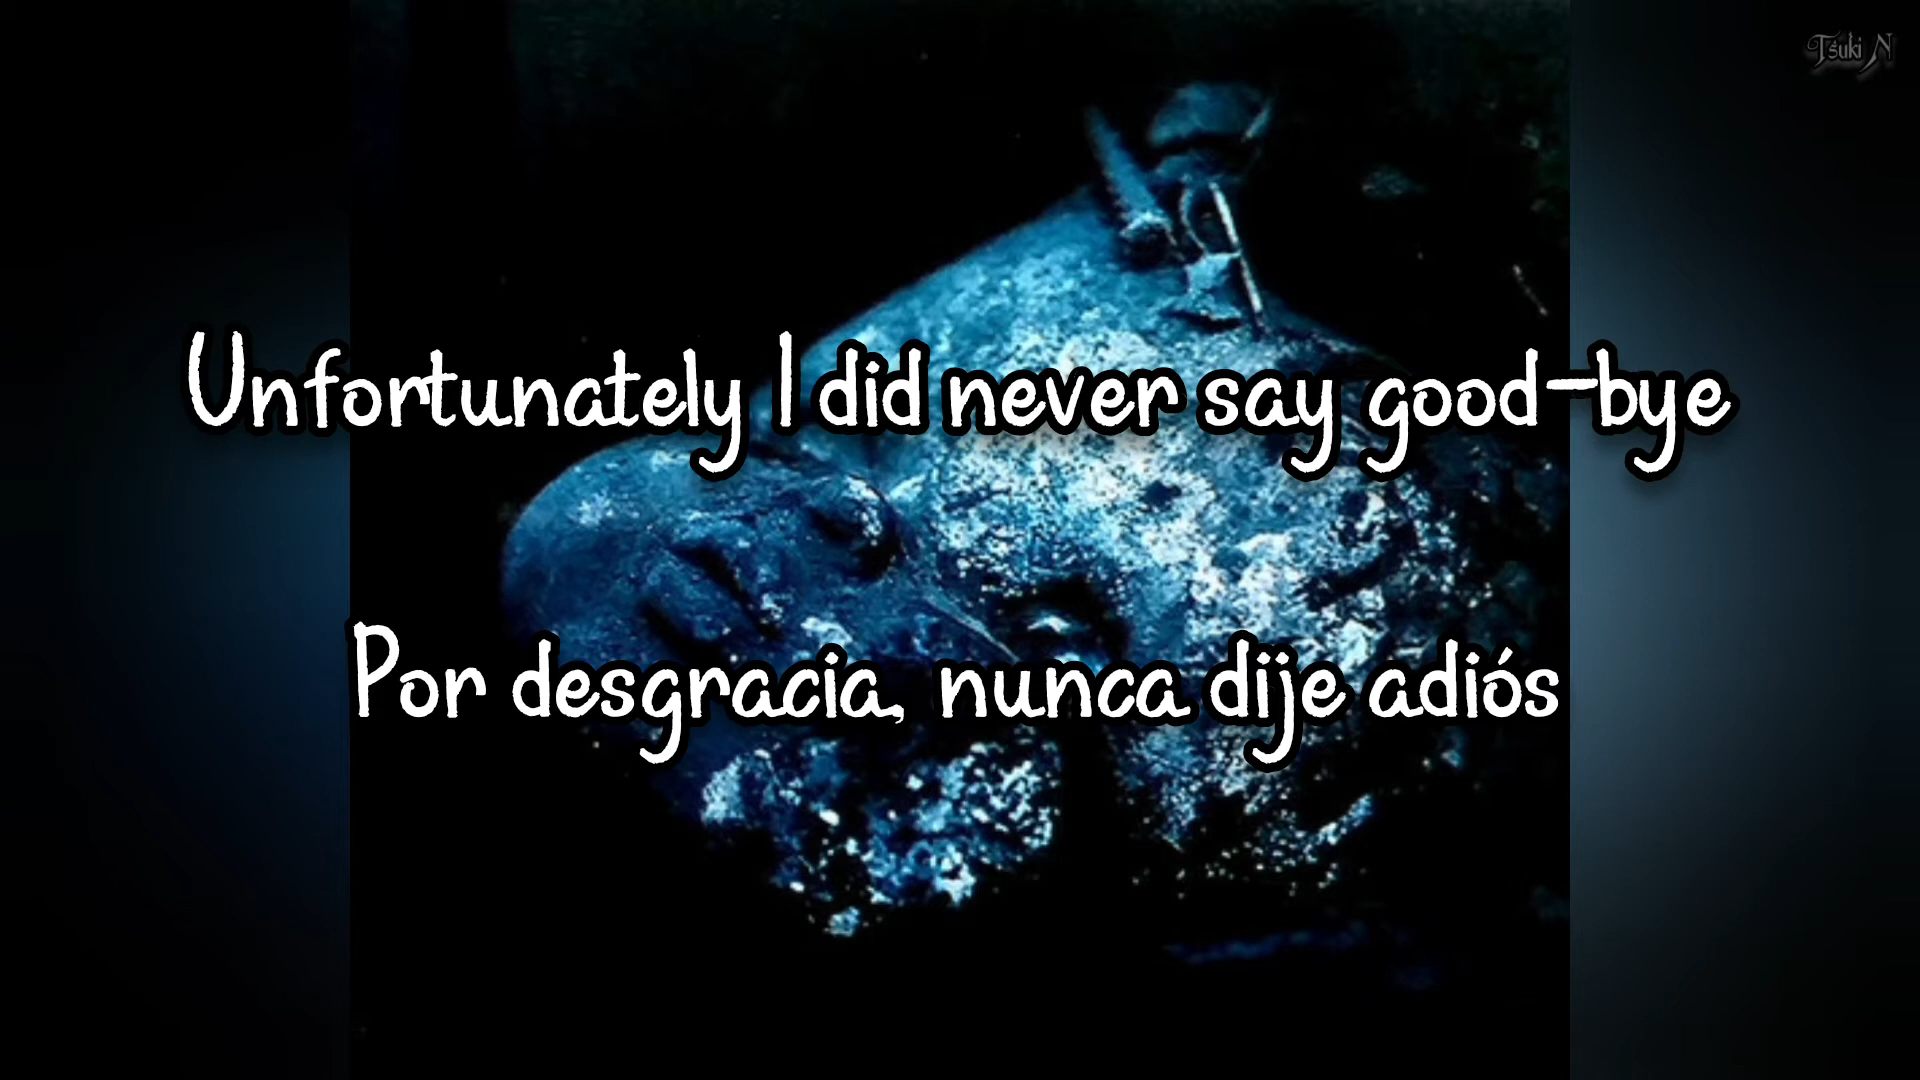 Tsuki N
Unfortunately I did never say good-bye
Por desgracia, nunca dije adiós